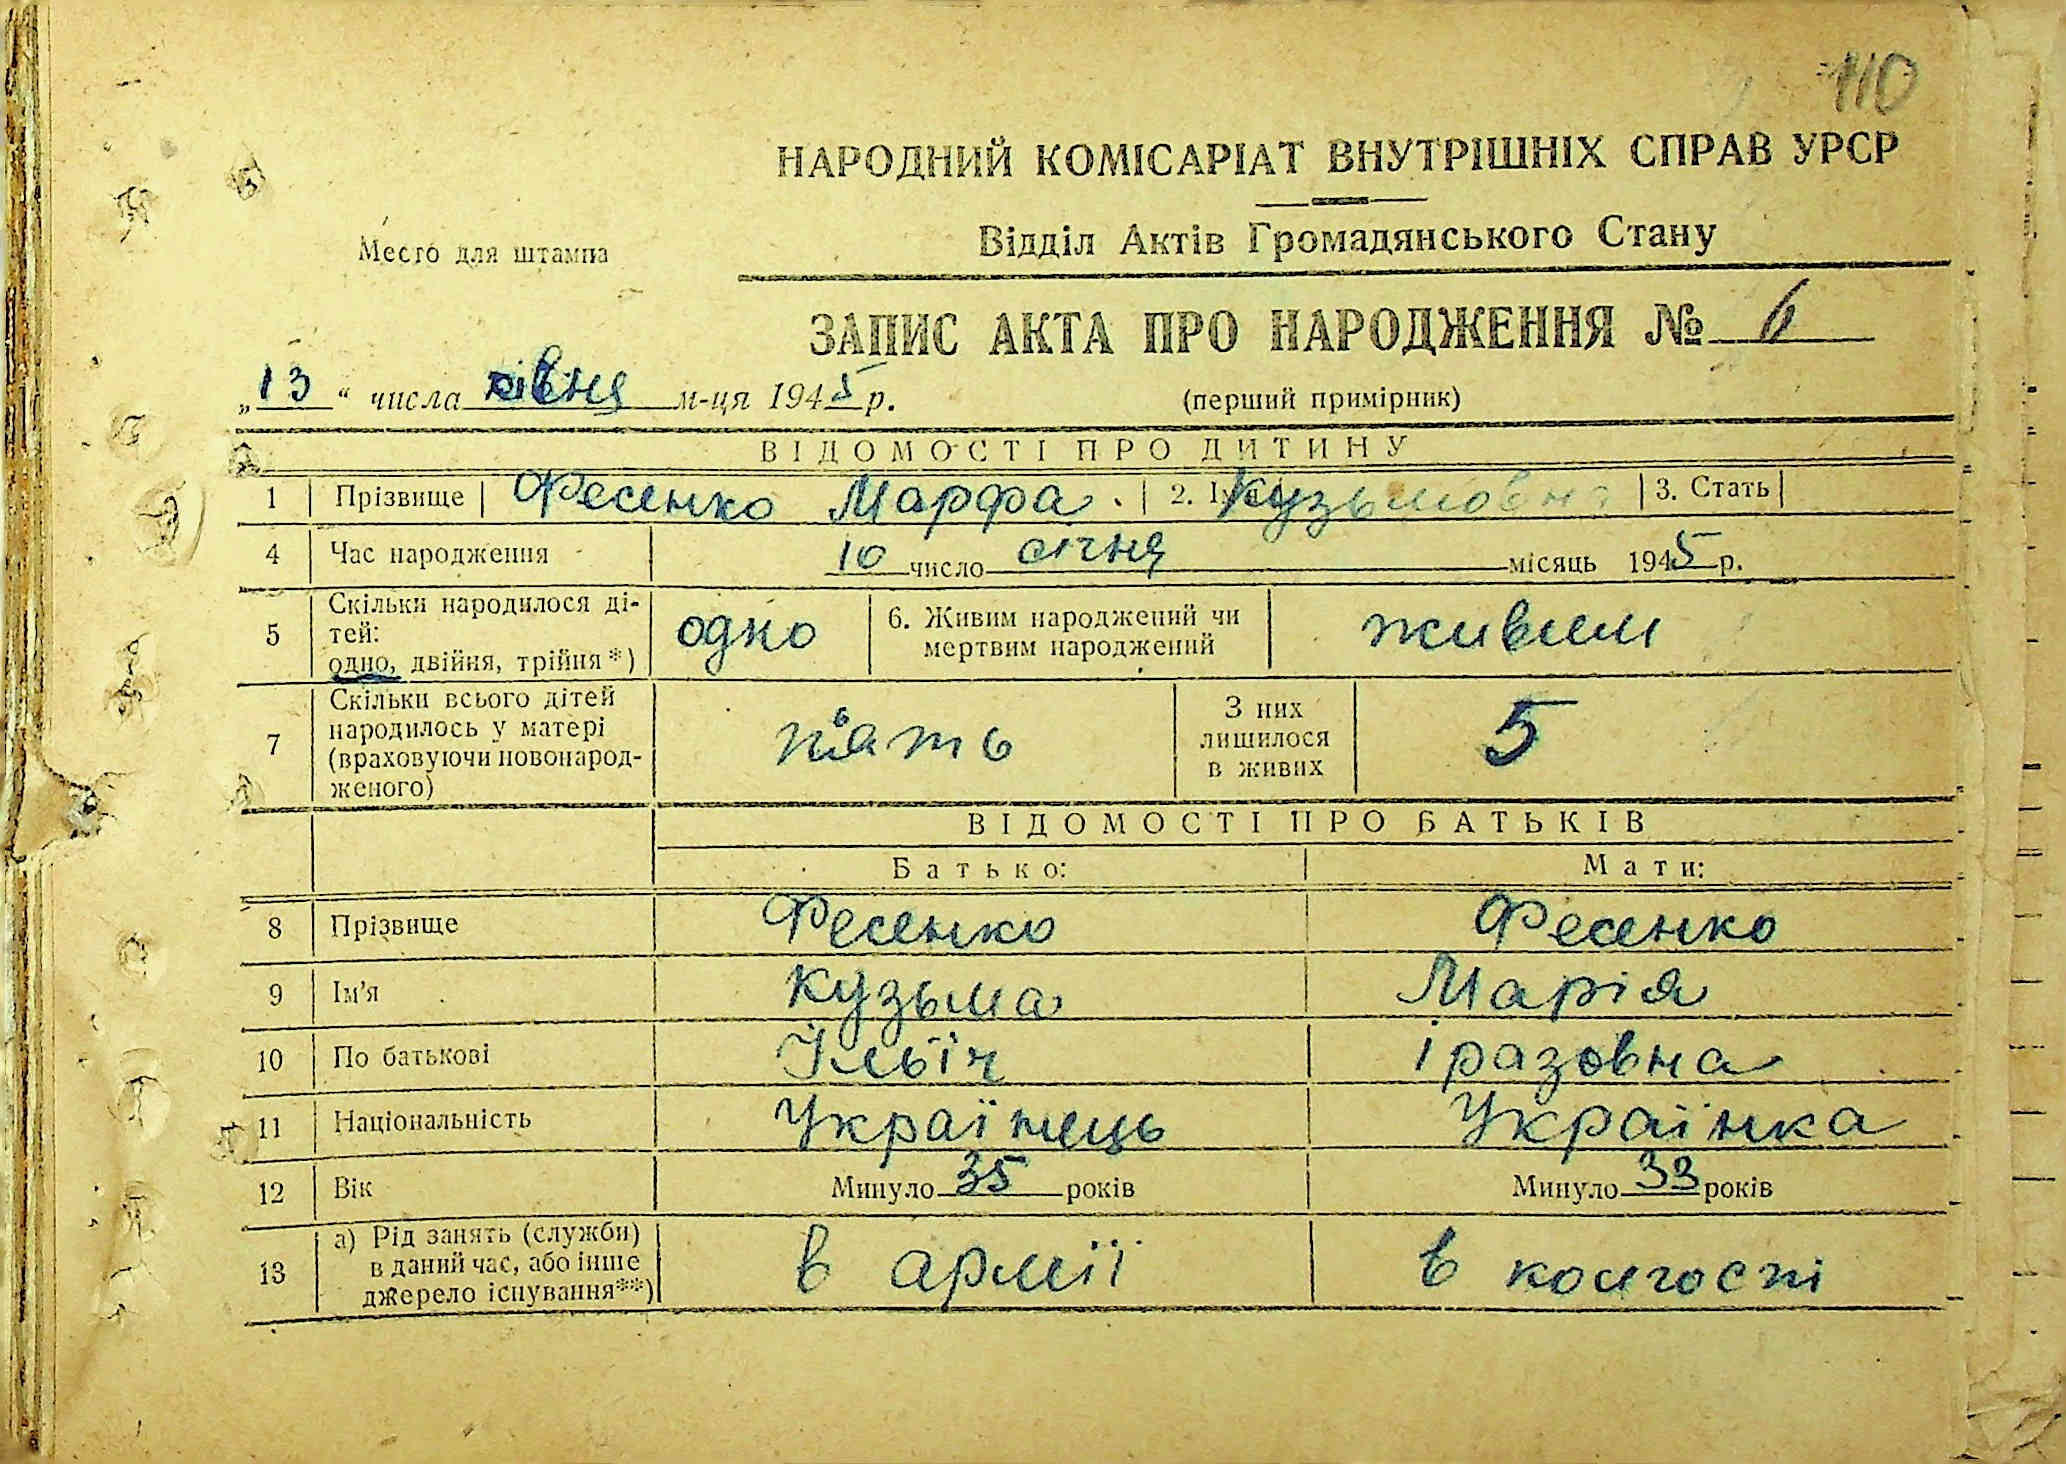 110
НАРОДНИЙ КОМІСАРІАТ ВНУТРІШНІХ СПРАВ УРСР
Відділ Актів Громадянського Стану
Место для штампа
ЗАПИС АКТА ПРО НАРОДЖЕННЯ № 6
„13“ числа м-ця 1945 р. (перший примірник)
ВІДОМОСТІ ПРО ДИТИНУ
1 Прізвище Фесенко Марфа. 2. Кузьмовна 3. Стать
4 Час народження 10 число січня місяць 1945 р.
5 Скільки народилося ді-
тей:
одно, двійня, трійня*)
одно
6. Живим народжений чи
мертвим народжений
живим
7 Скільки всього дітей
народилось у матері
(враховуючи новонарод-
женого)
пʼять
З них
лишилося
в живих
5
ВІДОМОСТІ ПРО БАТЬКІВ
Батько: Мати:
8 Прізвище Фесенко Фесенко
9 Ім'я Кузьма Марія
10 По батькові Ільїч іразовна
11 Національність Українець Українка
12 Вік Минуло 35 років Минуло 33 років
13 а) Рід занять (служби)
в даний час, або інше
джерело існування**)
в армії в колгоспі